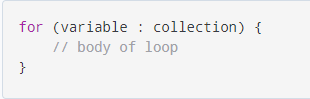 for (variable : collection) {
    // body of loop
}